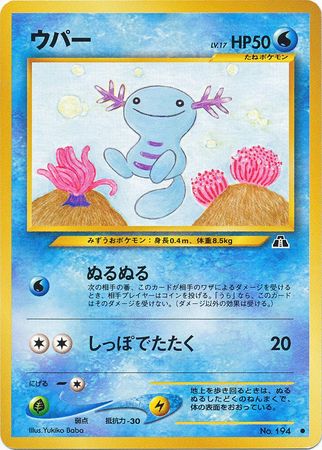 ウパー LV.17 HP50
たねポケモン
みずうおポケモン：身長0.4m、体重8.5kg
ぬるぬる
次の相手の番、このカードが相手のワザによるダメージを受けると
き、相手プレイヤーはコインを投げる。「うら」なら、このカードに
はそのダメージを受けない。（ダメージ以外の効果は受ける。）
しっぽでたたく 20
にげる
弱点 抵抗力 -30
地上を歩き回るときは、ぬる
ぬるしたどくのねんまくで、
体の表面をおおっている。
Illus.Yukiko Baba
No. 194